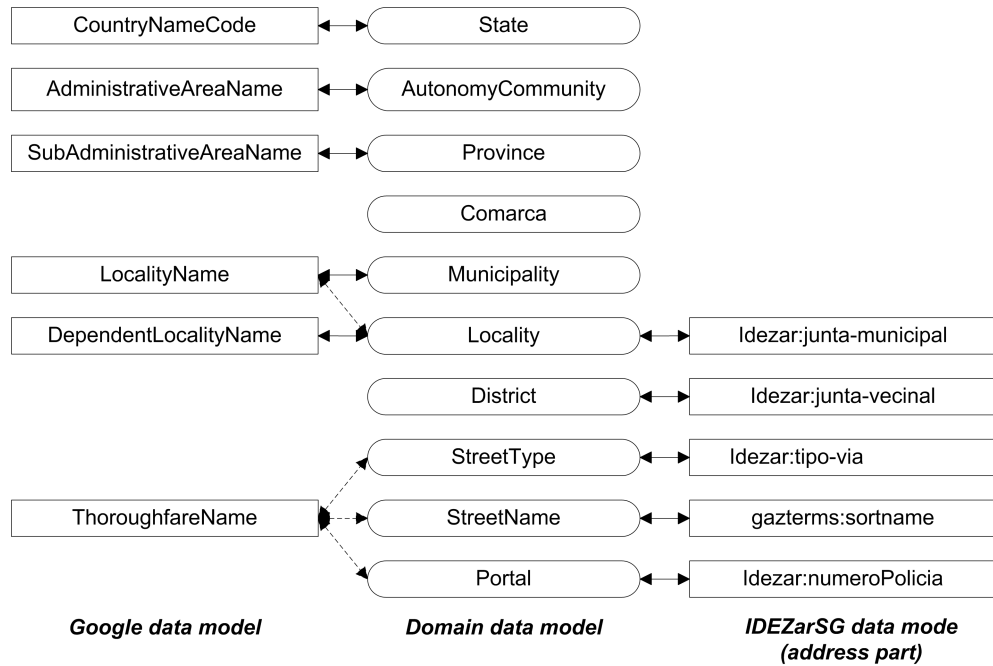 CountryNameCode State
AdministrativeAreaName AutonomyCommunity
SubAdministrativeAreaName Province
Comarca
LocalityName Municipality
DependentLocalityName Locality Idezar:junta-municipal
District Idezar:junta-vecinal
StreetType Idezar:tipo-via
ThoroughfareName StreetName gazterms:sortname
Portal Idezar:numeroPolicia
Google data model Domain data model IDEZarSG data mode
(address part)